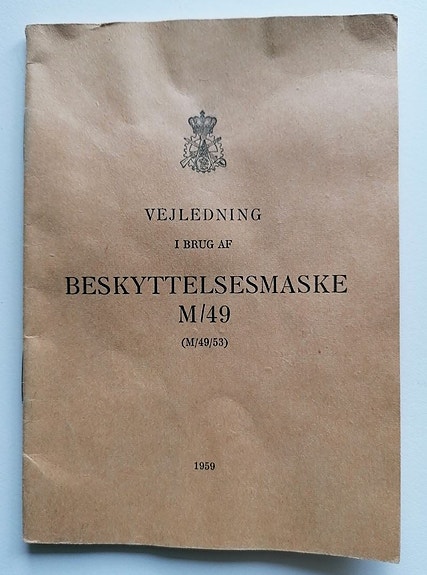 VEJLEDNING
I BRUG AF
BESKYTTELSESMASKE
M/49
(M/49/53)
1959